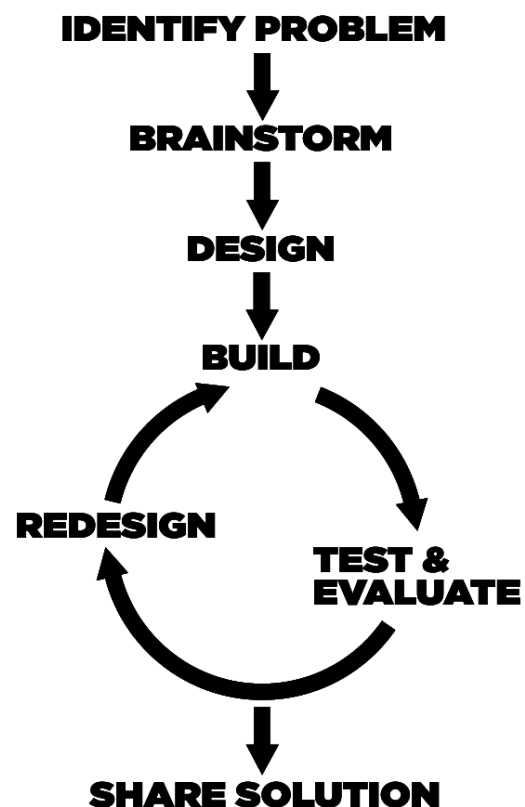 IDENTIFY PROBLEM
BRAINSTORM
DESIGN
BUILD
REDESIGN
TEST &
EVALUATE
SHARE SOLUTION